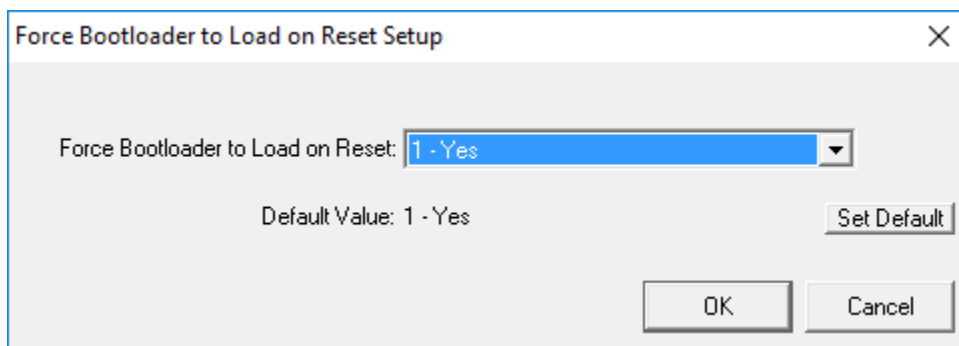 Force Bootloader to Load on Reset Setup
Force Bootloader to Load on Reset: 1 - Yes
Default Value: 1 - Yes
Set Default
OK
Cancel